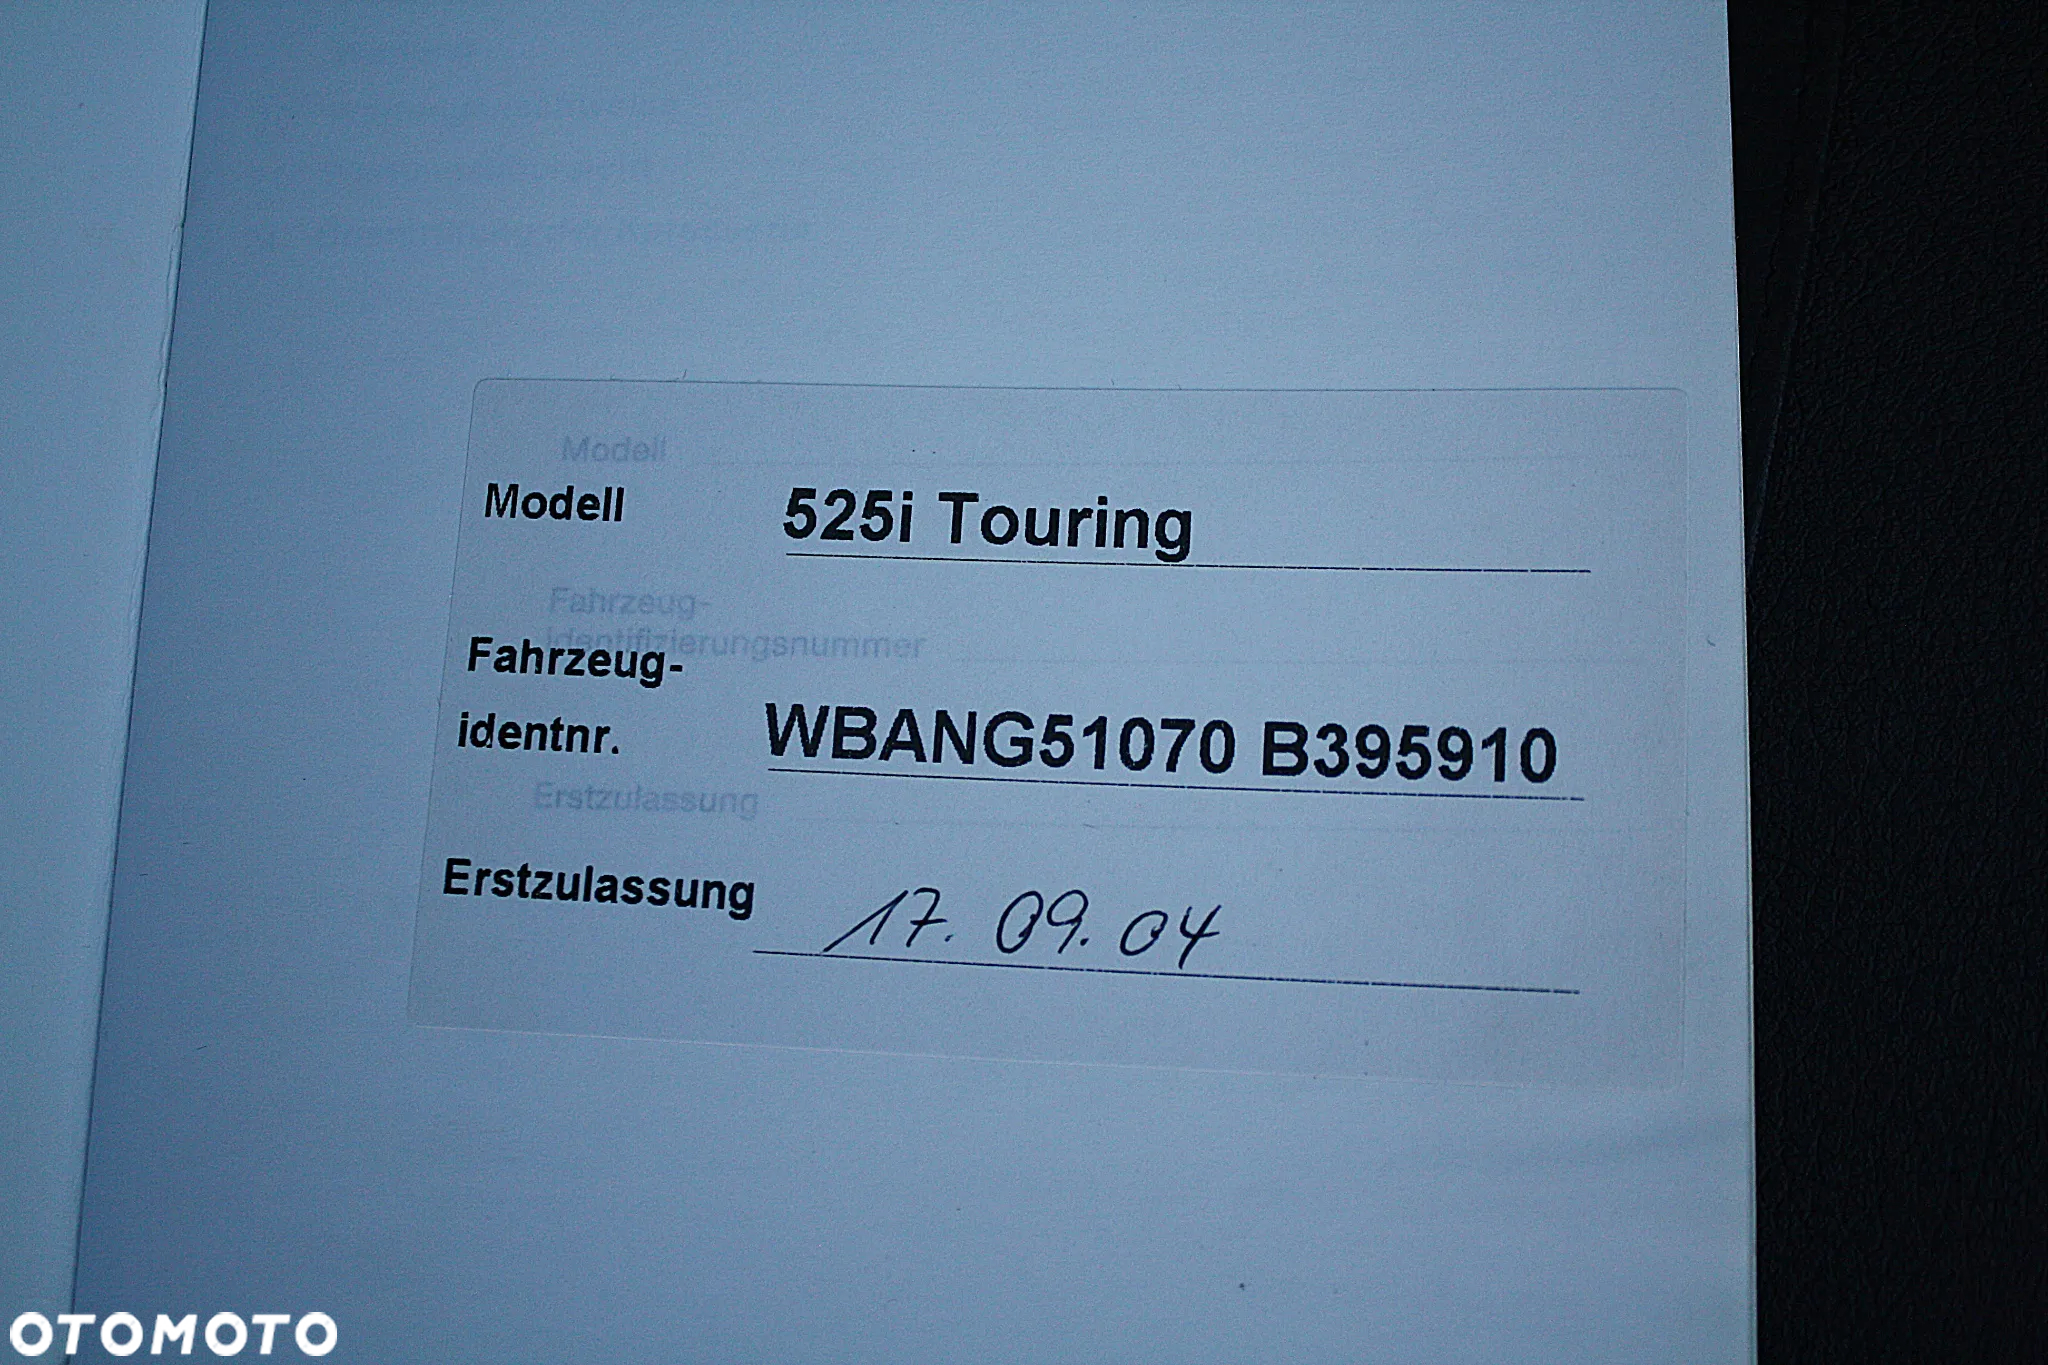 Modell
Modell 525i Touring
Fahrzeug-
identifizierungsnummer
Fahrzeug-
identnr. WBANG51070 B395910
Erstzulassung
Erstzulassung 17. 09. 04
OTOMOTO